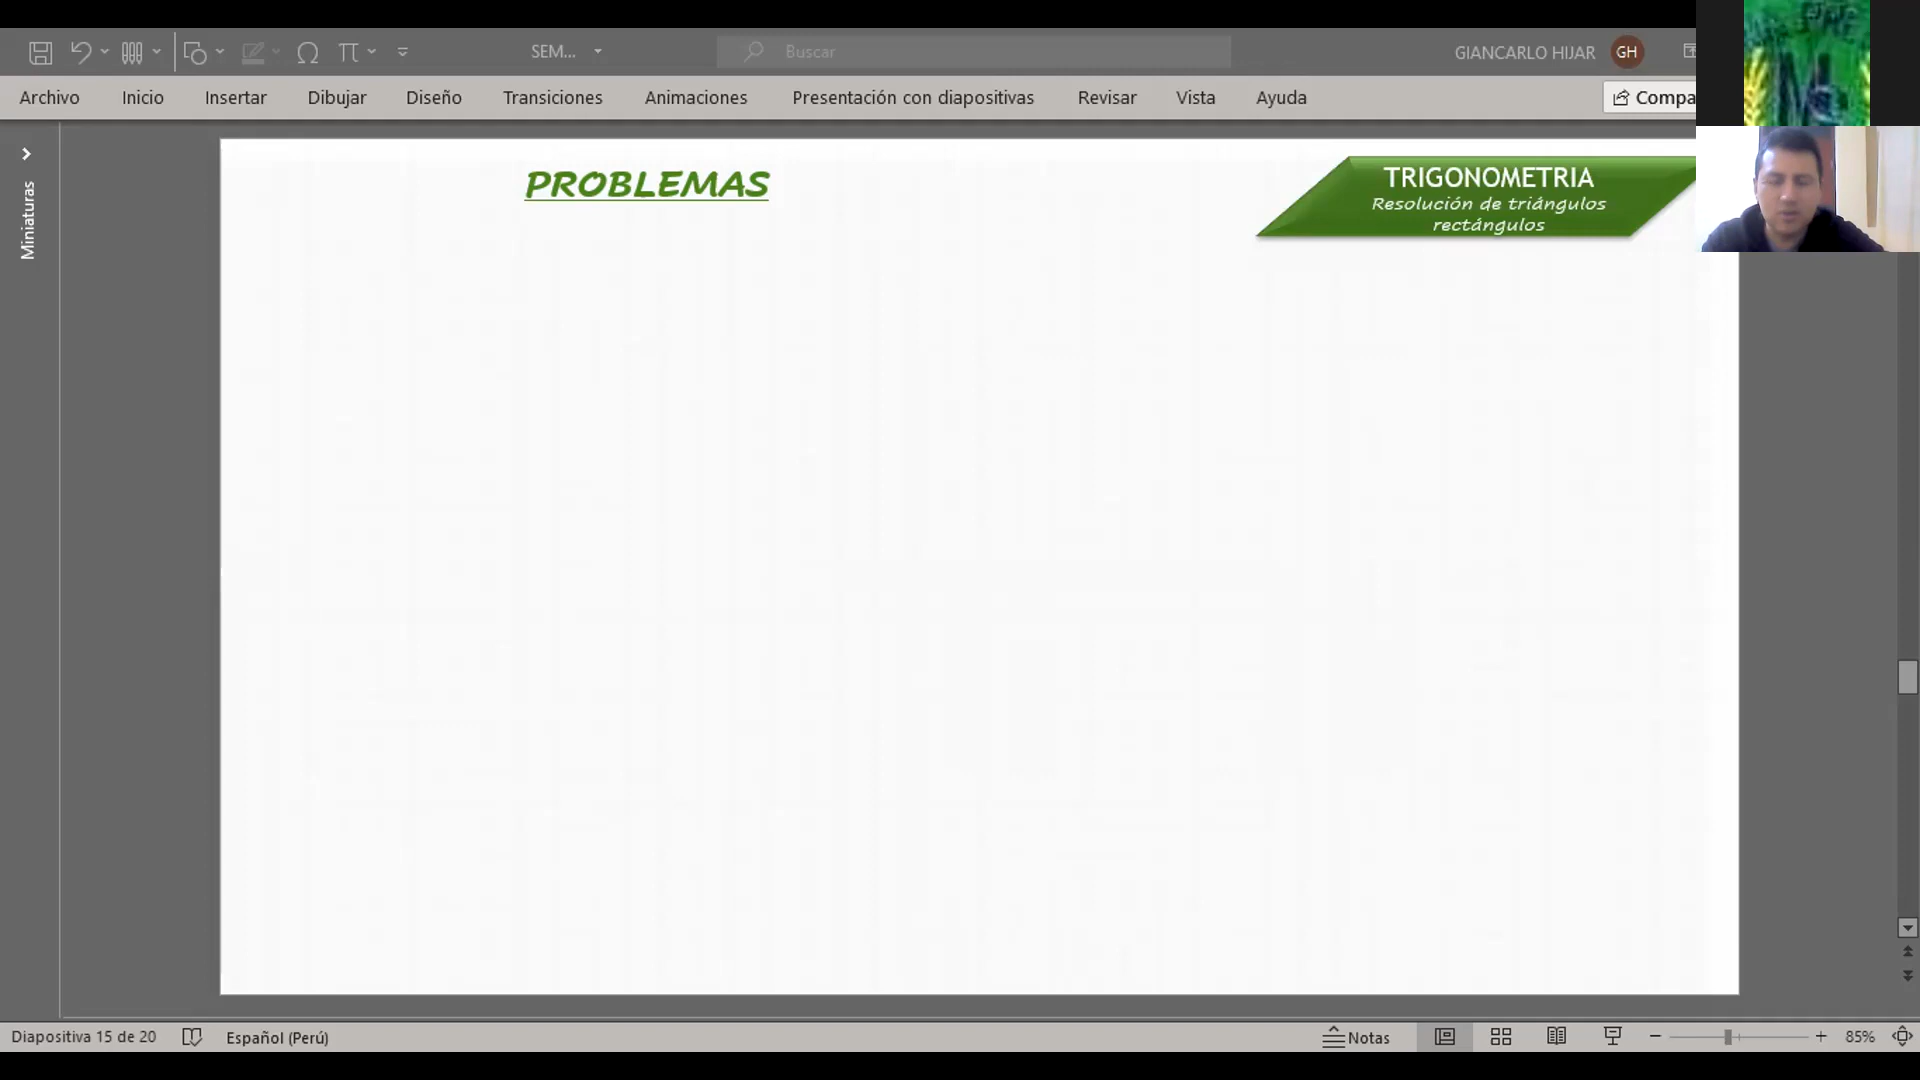 SEM...
Buscar
GIANCARLO HIJAR
GH
Archivo
Inicio
Insertar
Dibujar
Diseño
Transiciones
Animaciones
Presentación con diapositivas
Revisar
Vista
Ayuda
Compa
Miniaturas
PROBLEMAS
TRIGONOMETRIA
Resolución de triángulos
rectángulos
Diapositiva 15 de 20
Español (Perú)
Notas
85%